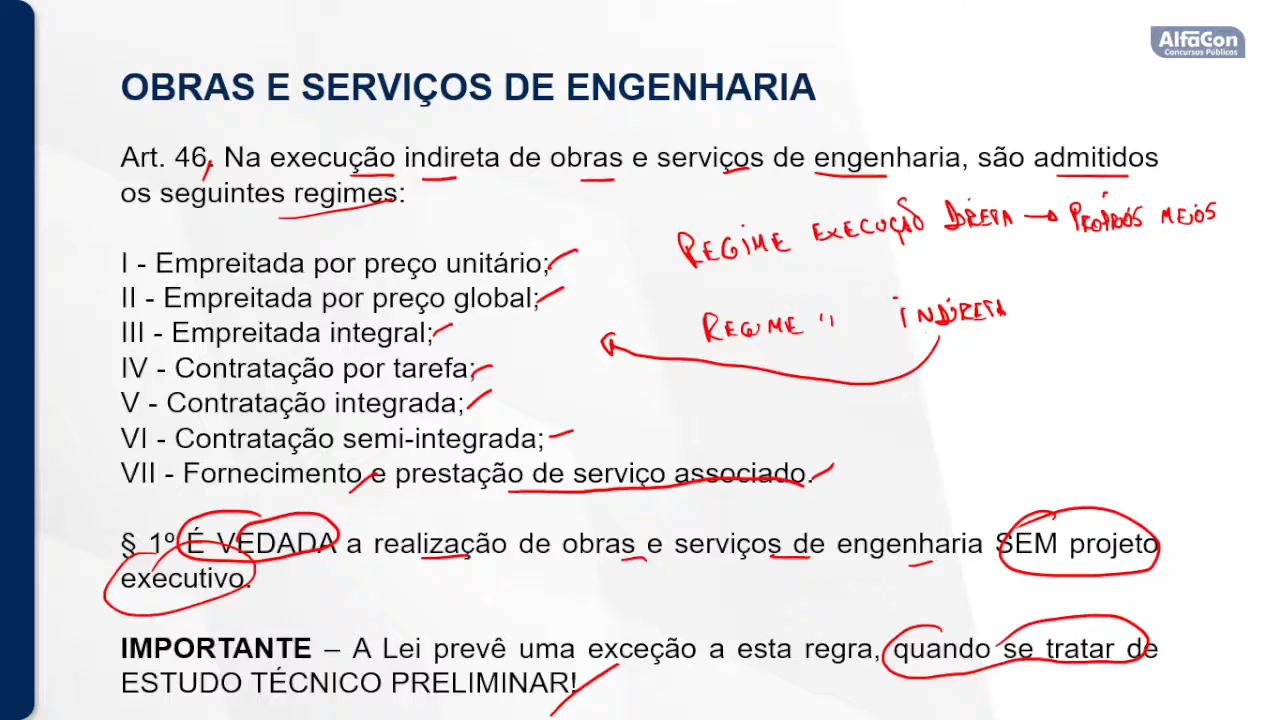 AlfaCon
Concursos Públicos
OBRAS E SERVIÇOS DE ENGENHARIA
Art. 46. Na execução indireta de obras e serviços de engenharia, são admitidos
os seguintes regimes:
REGIME EXECUÇÃO DIRETA → PRÓPRIOS MEIOS
I - Empreitada por preço unitário;
II - Empreitada por preço global;
REGIME " INDIRETA
III - Empreitada integral;
IV - Contratação por tarefa;
V - Contratação integrada;
VI - Contratação semi-integrada;
VII - Fornecimento e prestação de serviço associado.
§ 1º É VEDADA a realização de obras e serviços de engenharia SEM projeto
executivo.
IMPORTANTE – A Lei prevê uma exceção a esta regra, quando se tratar de
ESTUDO TÉCNICO PRELIMINAR!